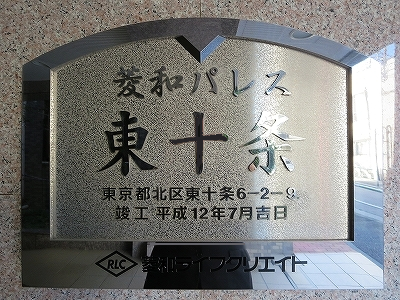 菱和パレス
東十条
東京都北区東十条6-2-9
竣工 平成12年7月吉日
RLC 菱和ライフクリエイト